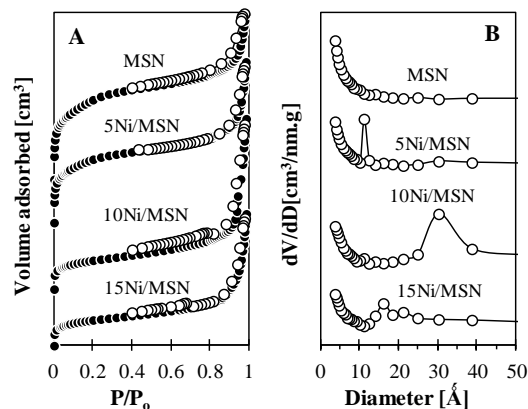 A
B
MSN
MSN
5Ni/MSN
5Ni/MSN
10Ni/MSN
10Ni/MSN
15Ni/MSN
15Ni/MSN
Volume adsorbed [cm³]
dV/dD[cm³/nm.g]
0 0.2 0.4 0.6 0.8 1
0 10 20 30 40 50
P/Pₒ
Diameter [Å]